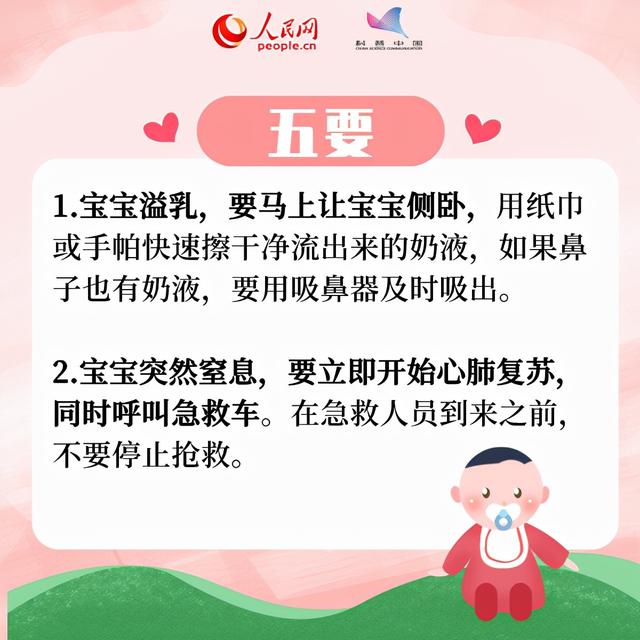 人民网
people.cn
科普中国
CHINA SCIENCE COMMUNICATION
五要
1.宝宝溢乳，要马上让宝宝侧卧，用纸巾
或手帕快速擦干净流出来的奶液，如果鼻
子也有奶液，要用吸鼻器及时吸出。
2.宝宝突然窒息，要立即开始心肺复苏，
同时呼叫急救车。在急救人员到来之前，
不要停止抢救。